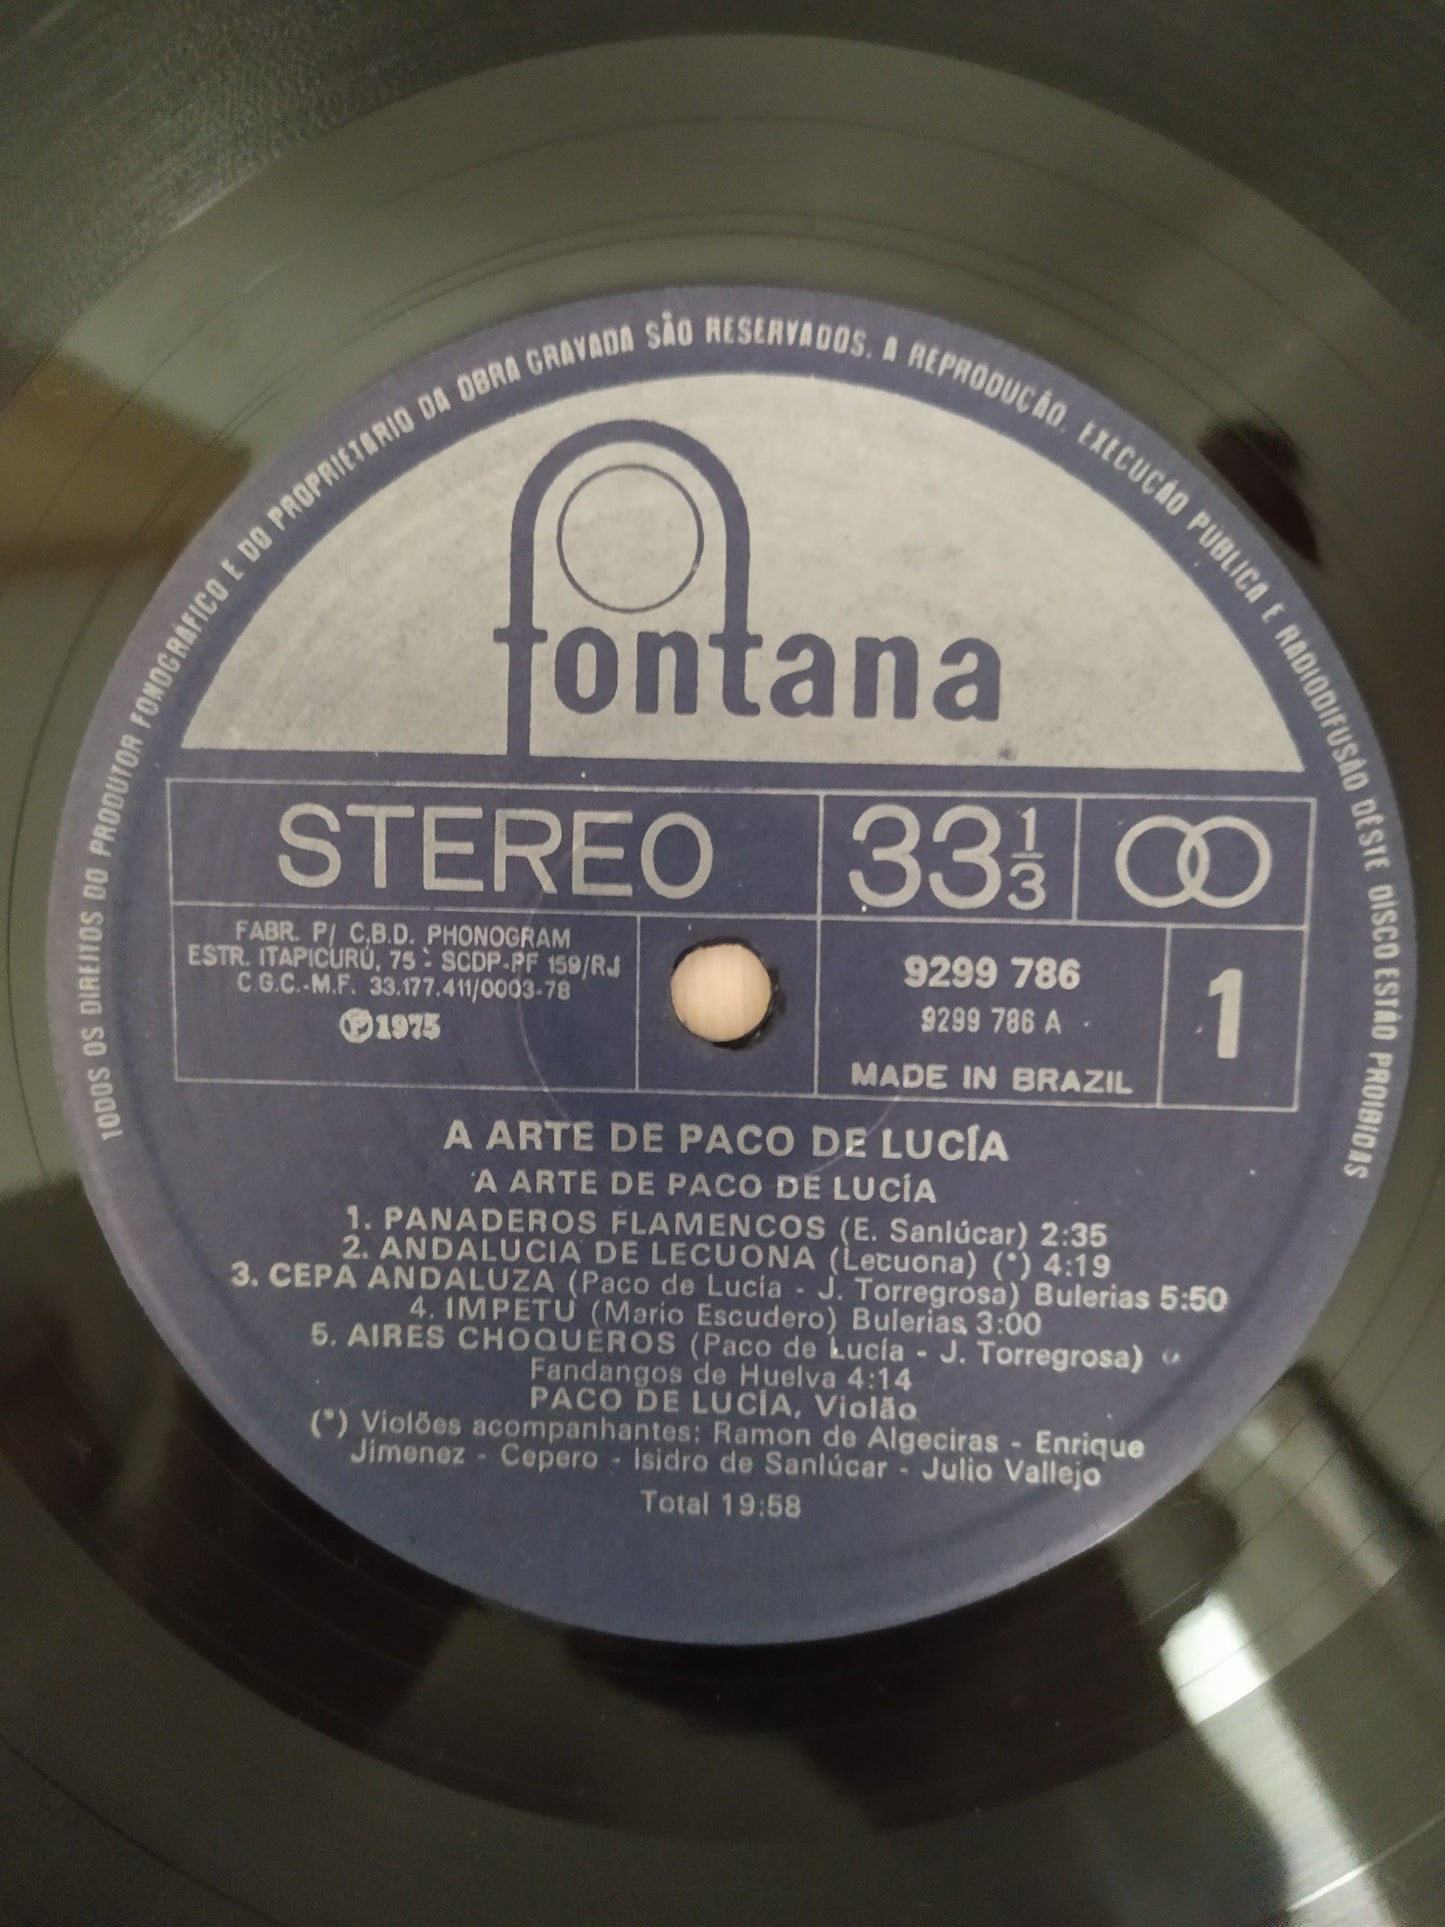 TODOS OS DIREITOS DO PRODUTOR FONOGRÁFICO E DO PROPRIETÁRIO DA OBRA GRAVADA SÃO RESERVADOS. A REPRODUÇÃO, EXECUÇÃO PÚBLICA E RADIODIFUSÃO DESTE DISCO ESTÃO PROIBIDAS
fontana
STEREO
33 1/3
FABR. P/ C.B.D. PHONOGRAM
ESTR. ITAPICURÚ, 75 - SCDP-PF 159/RJ
C.G.C.-M.F. 33.177.411/0003-78
Ⓟ1975
9299 786
9299 786 A
MADE IN BRAZIL
1
A ARTE DE PACO DE LUCÍA
A ARTE DE PACO DE LUCÍA
1. PANADEROS FLAMENCOS (E. Sanlúcar) 2:35
2. ANDALUCIA DE LECUONA (Lecuona) (*) 4:19
3. CEPA ANDALUZA (Paco de Lucía - J. Torregrosa) Bulerias 5:50
4. IMPETU (Mario Escudero) Bulerias 3:00
5. AIRES CHOQUEROS (Paco de Lucía - J. Torregrosa)
Fandangos de Huelva 4:14
PACO DE LUCÍA, Violão
(*) Violões acompanhantes: Ramon de Algeciras - Enrique
Jimenez - Cepero - Isidro de Sanlúcar - Julio Vallejo
Total 19:58